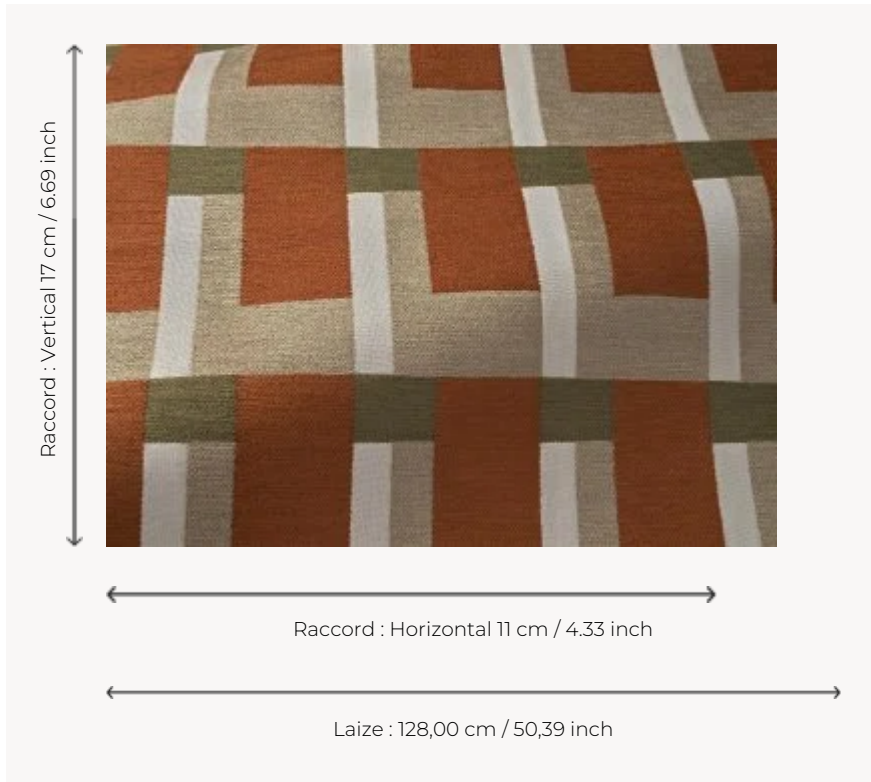 Raccord : Vertical 17 cm / 6.69 inch
Raccord : Horizontal 11 cm / 4.33 inch
Laize : 128,00 cm / 50,39 inch